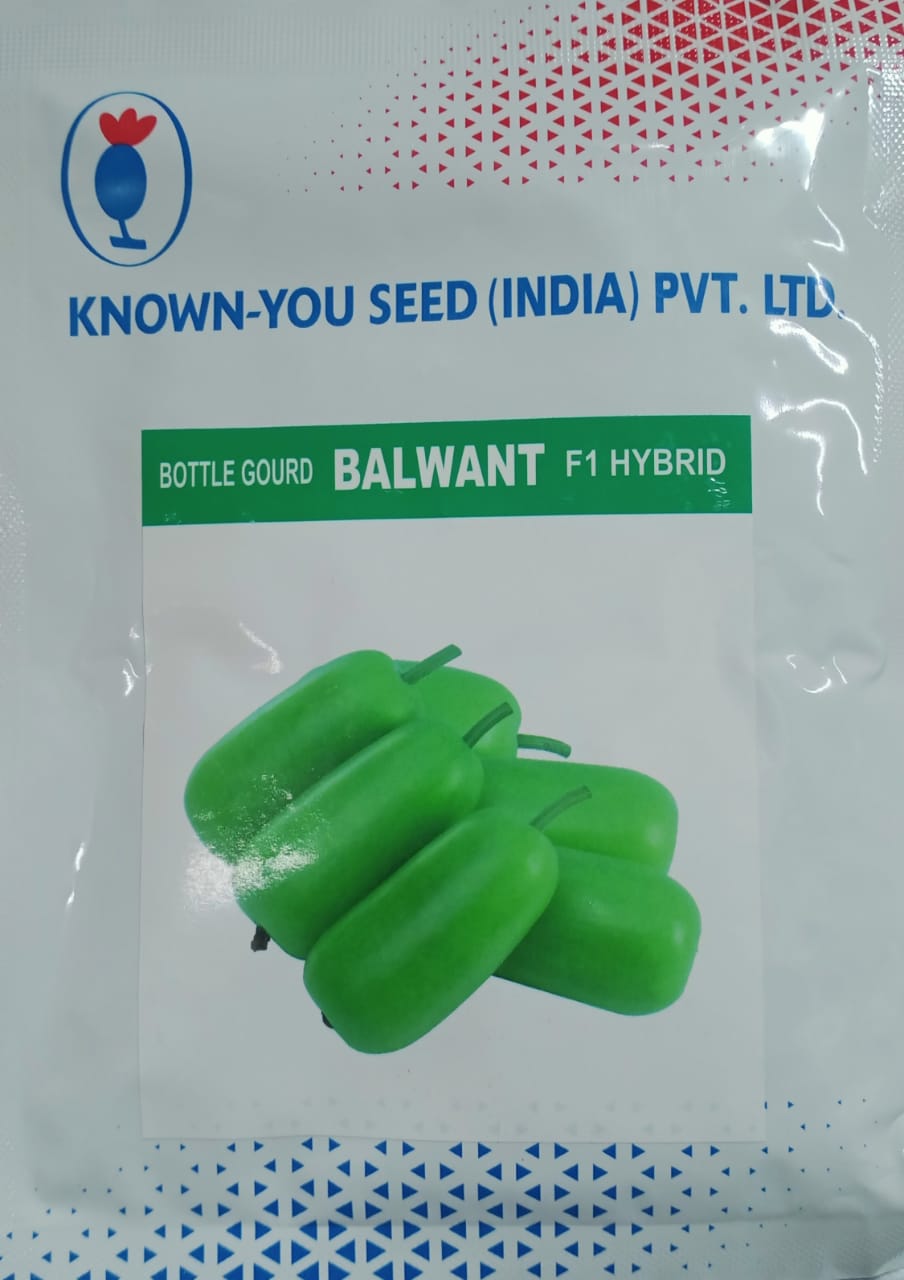 KNOWN-YOU SEED (INDIA) PVT. LTD.
BOTTLE GOURD BALWANT F1 HYBRID